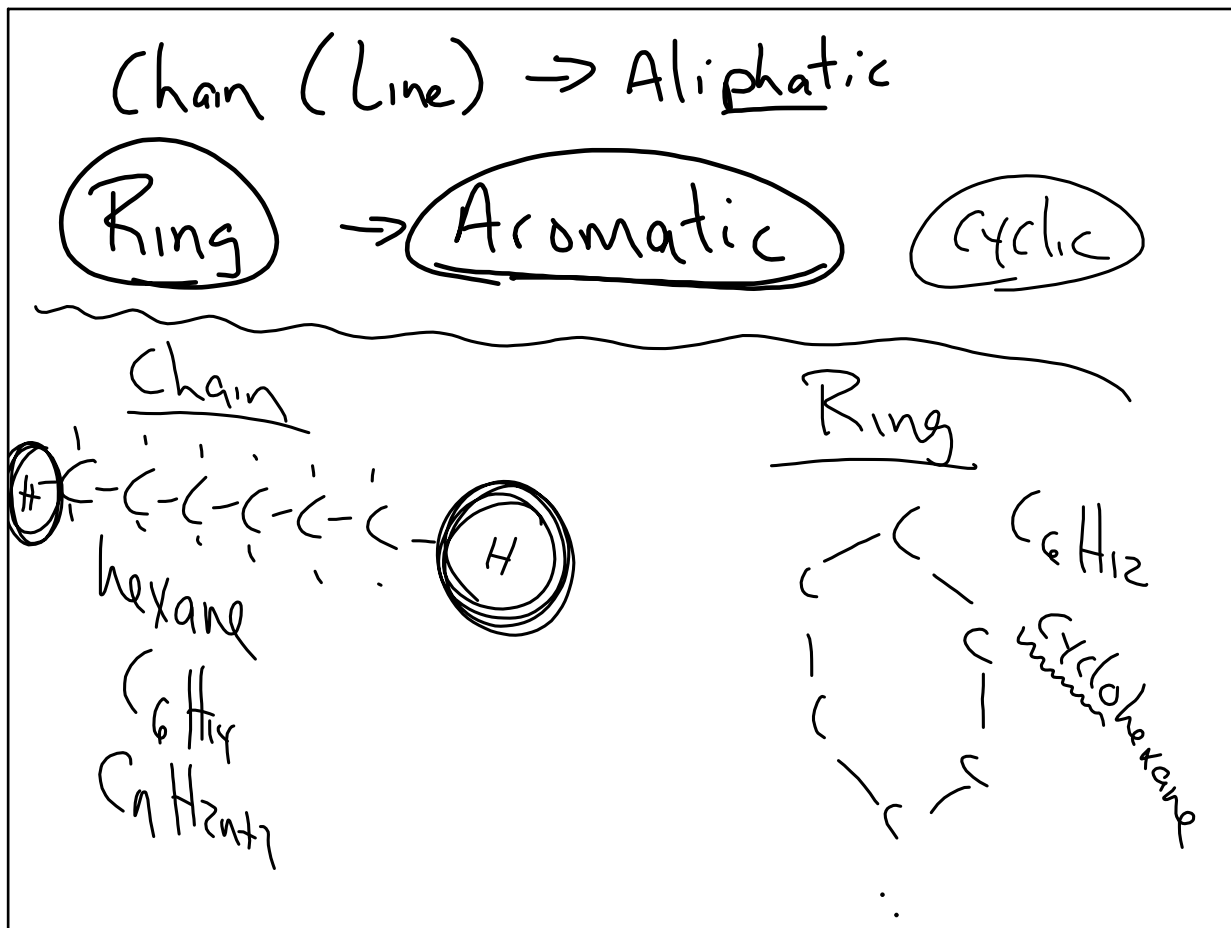 Chain (Line) → Aliphatic
Ring → Aromatic cyclic
Chain
H-C-C-C-C-C-C-H
hexane
C6H14
CnH2n+2
Ring
C
C
C
C
C
C
C6H12
Cyclohexane